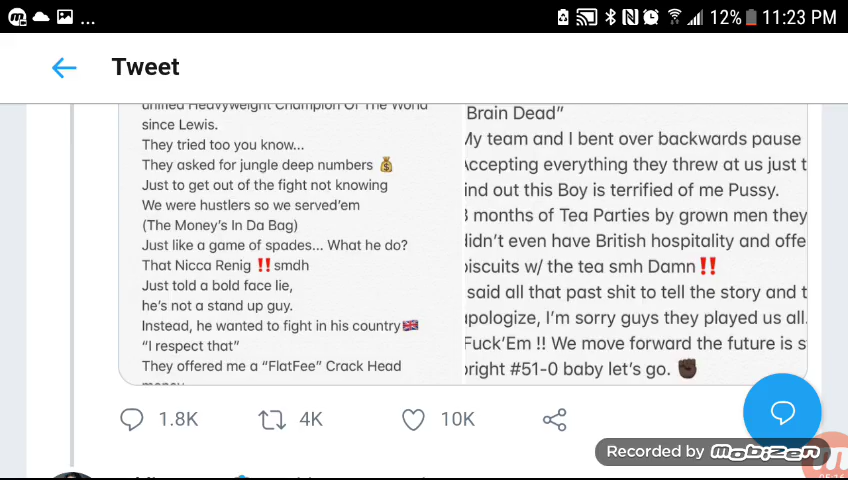 ... 12% 11:23 PM
Tweet
unified Heavyweight Champion Of The World
since Lewis.
They tried too you know...
They asked for jungle deep numbers 💰
Just to get out of the fight not knowing
We were hustlers so we served'em
(The Money's In Da Bag)
Just like a game of spades... What he do?
That Nicca Renig ‼️smdh
Just told a bold face lie,
he's not a stand up guy.
Instead, he wanted to fight in his country🇬🇧
“I respect that”
They offered me a “FlatFee” Crack Head
money
Brain Dead”
My team and I bent over backwards pause
Accepting everything they threw at us just t
find out this Boy is terrified of me Pussy.
3 months of Tea Parties by grown men they
didn't even have British hospitality and offe
biscuits w/ the tea smh Damn‼️
said all that past shit to tell the story and t
apologize, I'm sorry guys they played us all.
Fuck'Em !! We move forward the future is s
bright #51-0 baby let's go. ✊🏿
1.8K 4K 10K
Recorded by MOBIZEN